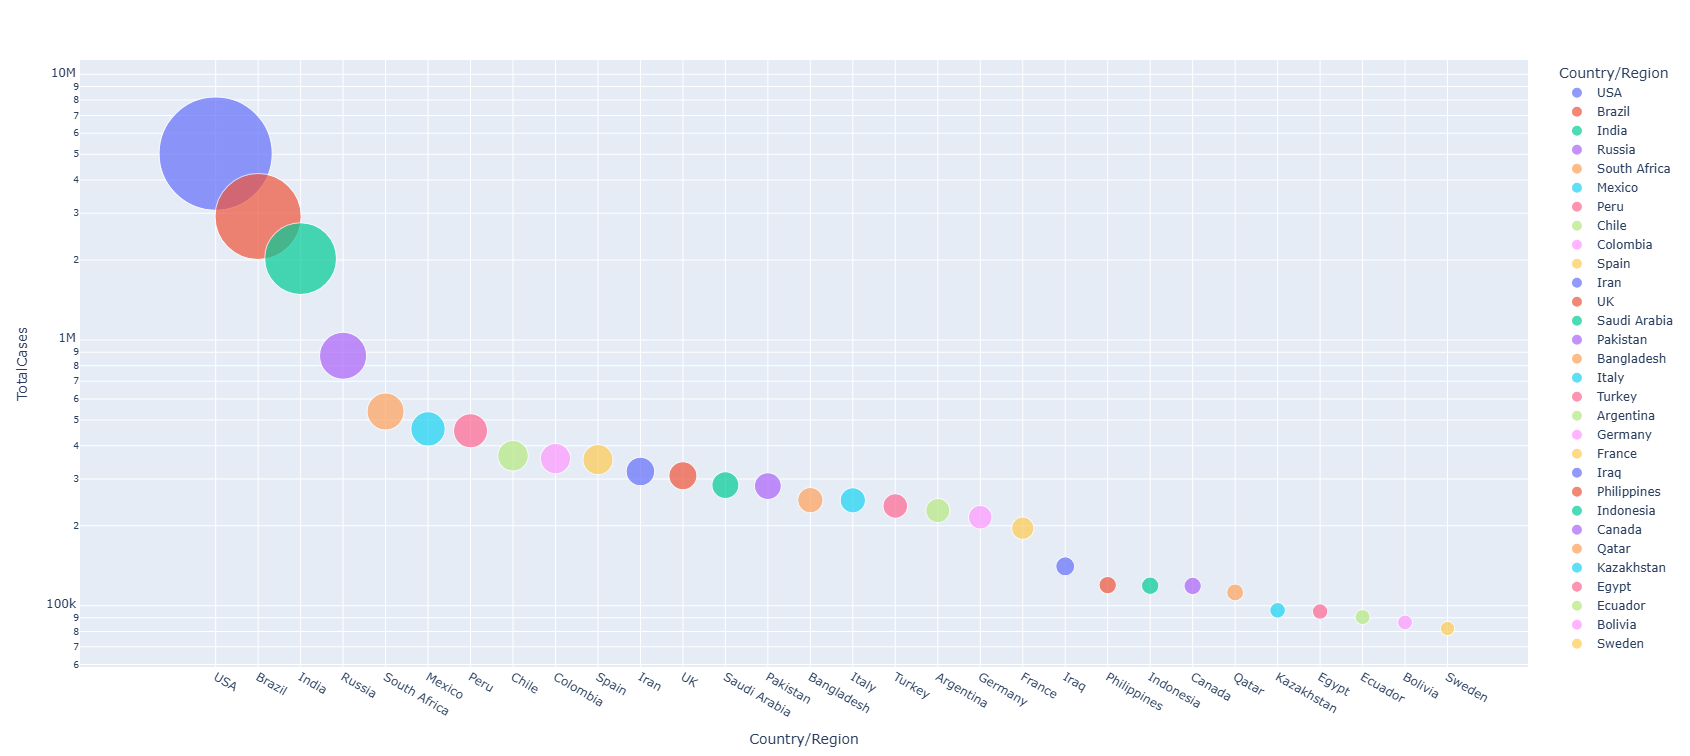 10M
9
8
7
6
5
4
3
2
1M
9
8
7
6
5
4
3
2
100k
9
8
7
6
TotalCases
USA
Brazil
India
Russia
South Africa
Mexico
Peru
Chile
Colombia
Spain
Iran
UK
Saudi Arabia
Pakistan
Bangladesh
Italy
Turkey
Argentina
Germany
France
Iraq
Philippines
Indonesia
Canada
Qatar
Kazakhstan
Egypt
Ecuador
Bolivia
Sweden
Country/Region
Country/Region
USA
Brazil
India
Russia
South Africa
Mexico
Peru
Chile
Colombia
Spain
Iran
UK
Saudi Arabia
Pakistan
Bangladesh
Italy
Turkey
Argentina
Germany
France
Iraq
Philippines
Indonesia
Canada
Qatar
Kazakhstan
Egypt
Ecuador
Bolivia
Sweden